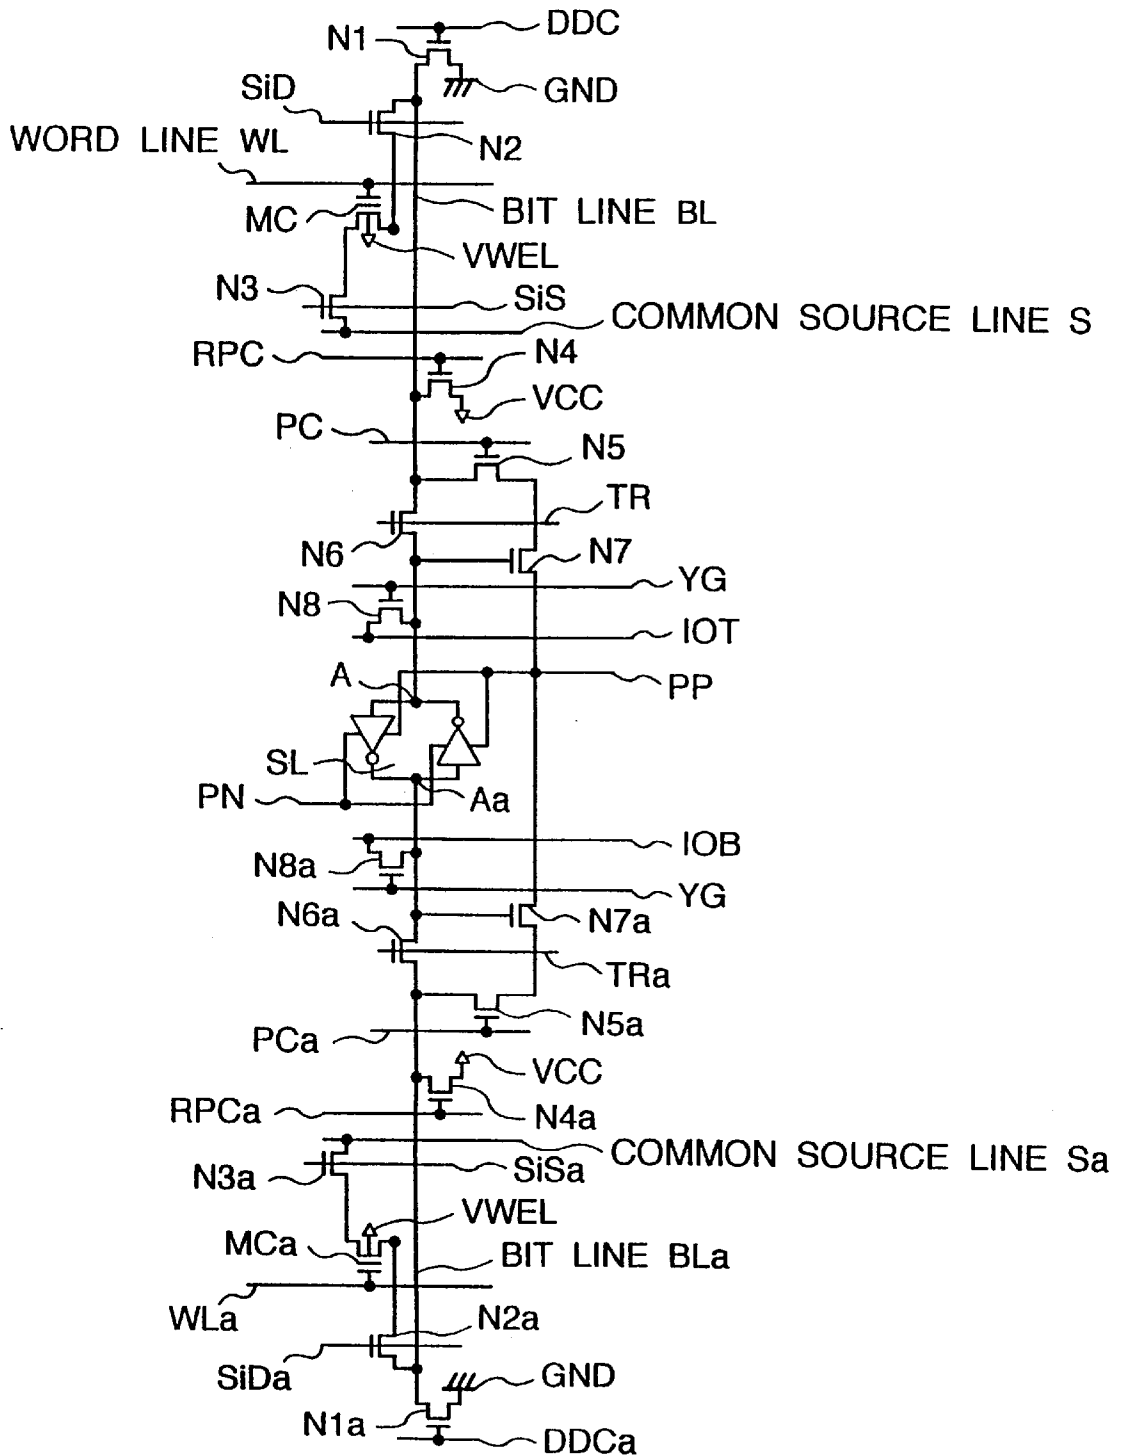 DDC
N1
GND
SiD
N2
WORD LINE WL
MC
BIT LINE BL
VWEL
N3
SiS
COMMON SOURCE LINE S
RPC
N4
VCC
PC
N5
TR
N6
N7
YG
N8
IOT
A
PP
SL
PN
Aa
IOB
N8a
YG
N6a
N7a
TRa
N5a
PCa
VCC
RPCa
N4a
COMMON SOURCE LINE Sa
N3a
SiSa
VWEL
MCa
BIT LINE BLa
WLa
N2a
SiDa
GND
N1a
DDCa